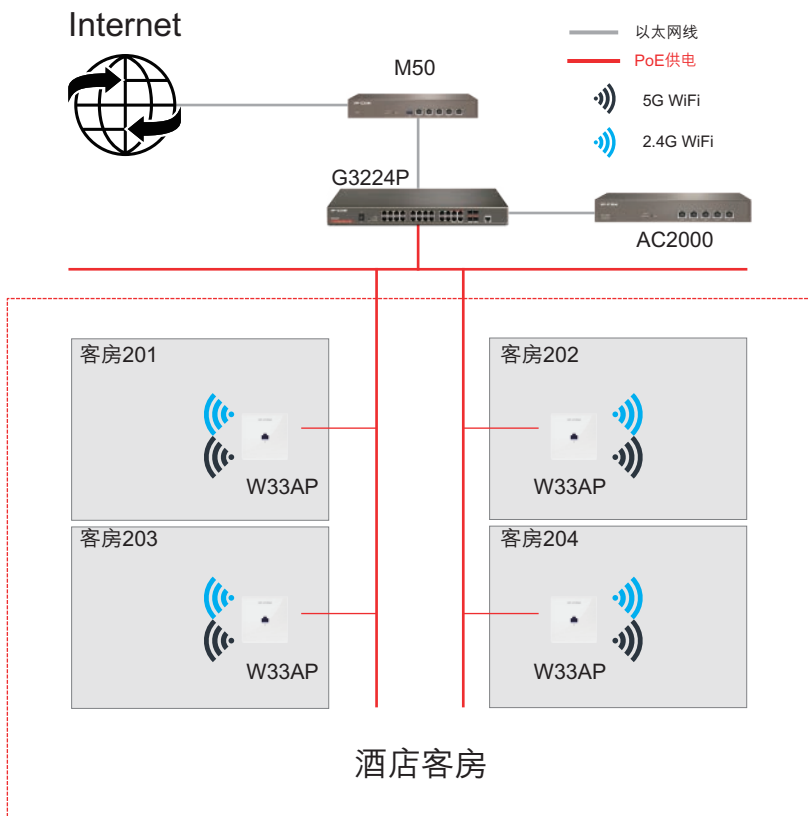 Internet
以太网线
PoE供电
M50
5G WiFi
2.4G WiFi
G3224P
AC2000
客房201
客房202
W33AP
W33AP
客房203
客房204
W33AP
W33AP
酒店客房